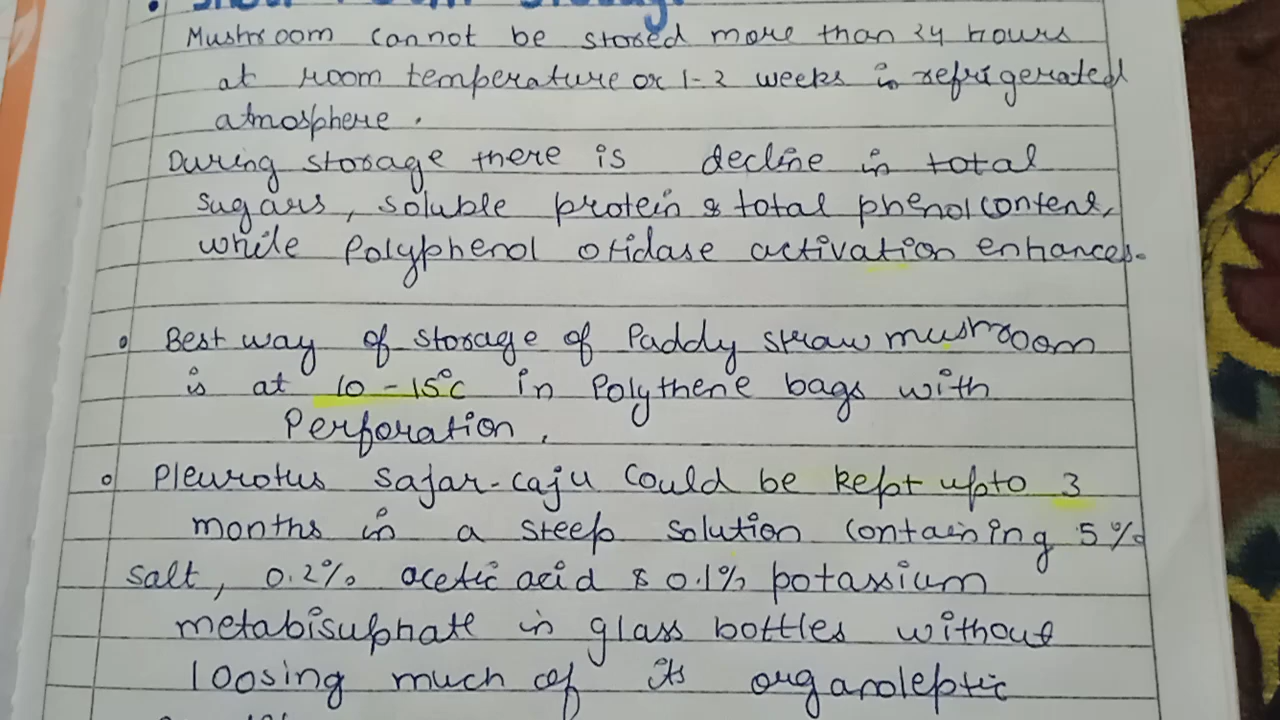 Short Room Storage
Mushroom cannot be stored more than 24 hours
at room temperature or 1-2 weeks in refrigerated
atmosphere.
During storage there is decline in total
sugars, soluble protein & total phenol content,
while Polyphenol otidase activation enhances.
Best way of storage of Paddy straw mushroom
is at 10-15°c in Polythene bags with
Perforation.
Pleurotus Sajar-caju could be kept upto 3
months in a steep solution containing 5%
salt, 0.2% acetic acid & 0.1% potassium
metabisulphate in glass bottles without
loosing much of its organoleptic